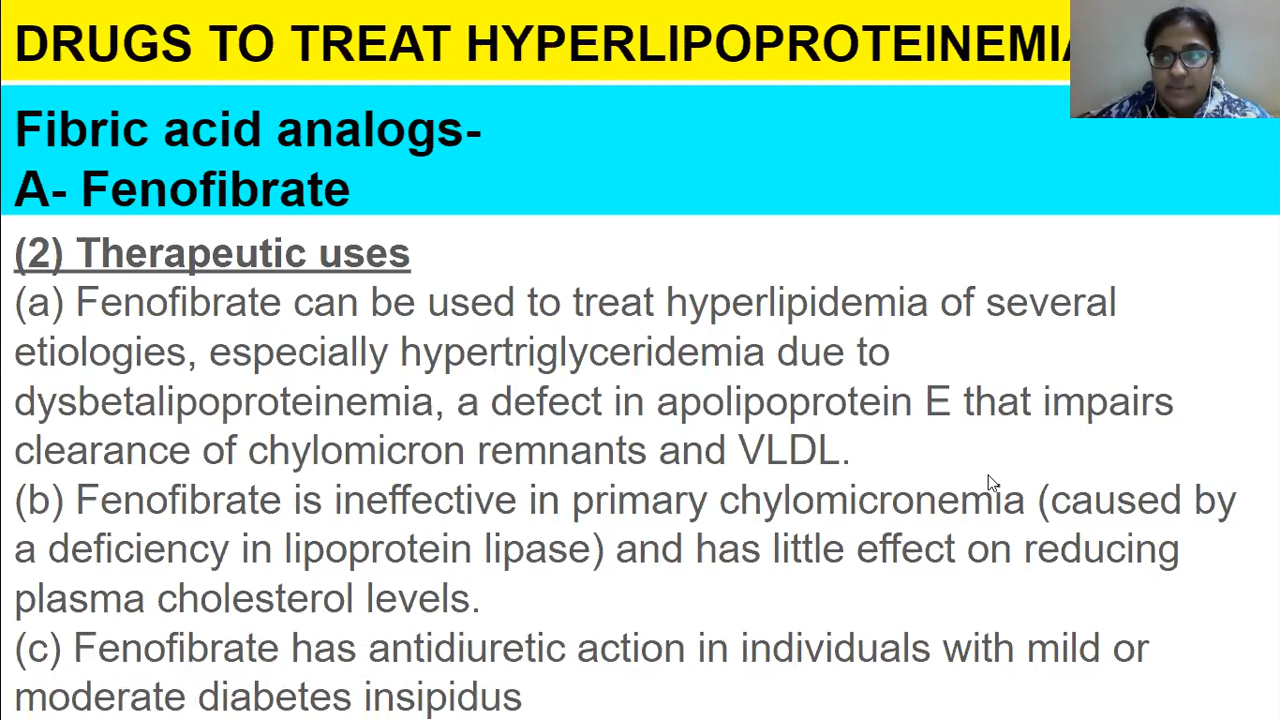 DRUGS TO TREAT HYPERLIPOPROTEINEMIA
Fibric acid analogs-
A- Fenofibrate
(2) Therapeutic uses
(a) Fenofibrate can be used to treat hyperlipidemia of several
etiologies, especially hypertriglyceridemia due to
dysbetalipoproteinemia, a defect in apolipoprotein E that impairs
clearance of chylomicron remnants and VLDL.
(b) Fenofibrate is ineffective in primary chylomicronemia (caused by
a deficiency in lipoprotein lipase) and has little effect on reducing
plasma cholesterol levels.
(c) Fenofibrate has antidiuretic action in individuals with mild or
moderate diabetes insipidus